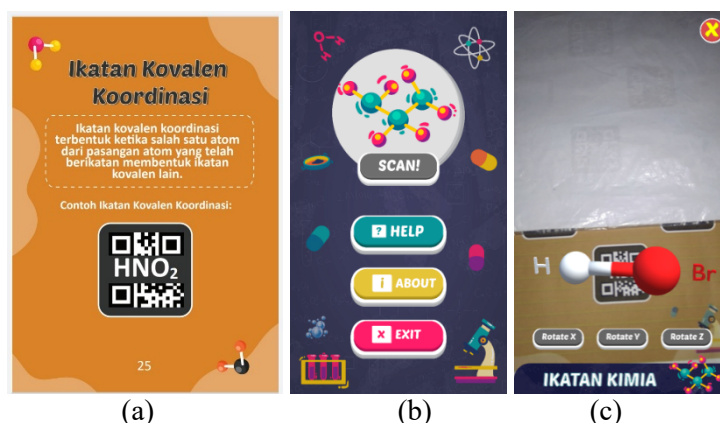 Ikatan Kovalen
Koordinasi
Ikatan kovalen koordinasi
terbentuk ketika salah satu atom
dari pasangan atom yang telah
berikatan membentuk ikatan
kovalen lain.
Contoh Ikatan Kovalen Koordinasi:
HNO₂
25
(a)
SCAN!
? HELP
i ABOUT
X EXIT
(b)
X
H
Br
Rotate X
Rotate Y
Rotate Z
IKATAN KIMIA
(c)